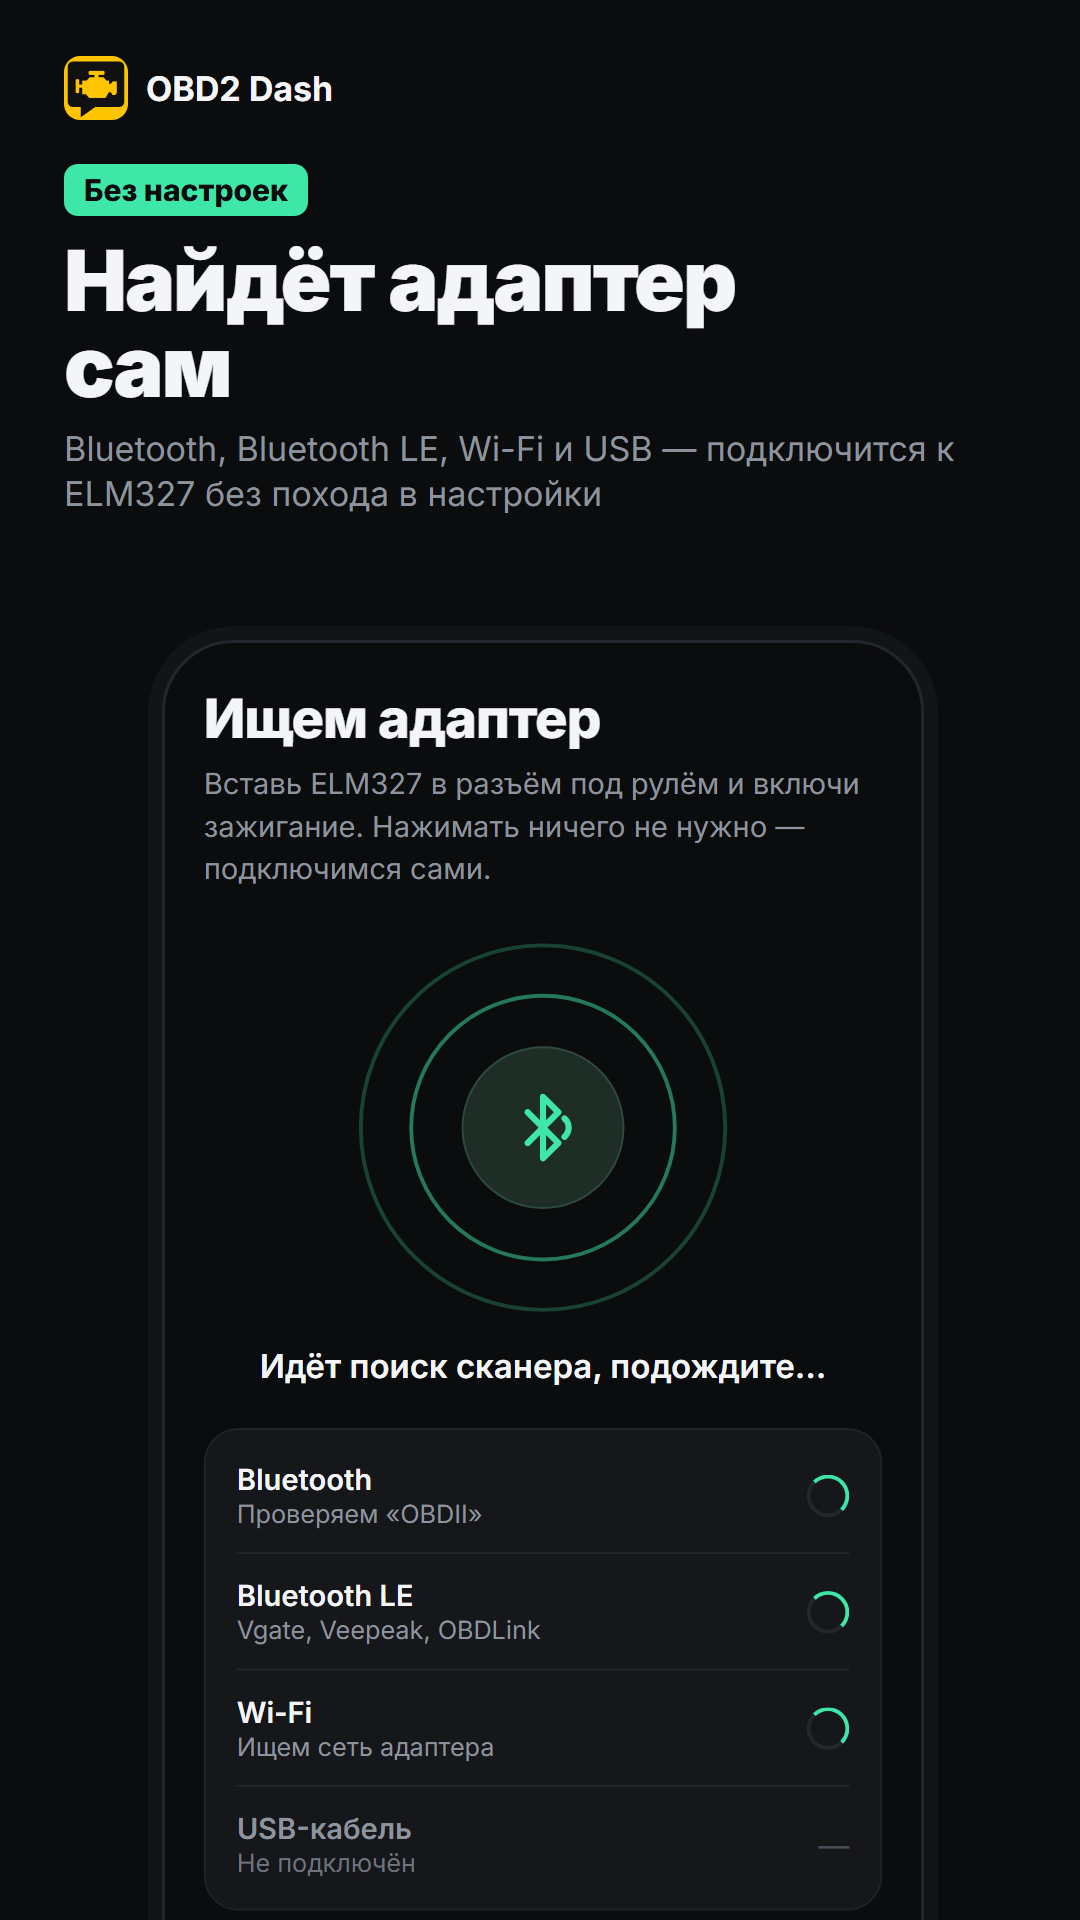 OBD2 Dash
Без настроек
Найдёт адаптер
сам
Bluetooth, Bluetooth LE, Wi-Fi и USB — подключится к
ELM327 без похода в настройки
Ищем адаптер
Вставь ELM327 в разъём под рулём и включи
зажигание. Нажимать ничего не нужно —
подключимся сами.
Идёт поиск сканера, подождите...
Bluetooth
Проверяем «OBDII»
Bluetooth LE
Vgate, Veepeak, OBDLink
Wi-Fi
Ищем сеть адаптера
USB-кабель
Не подключён
—